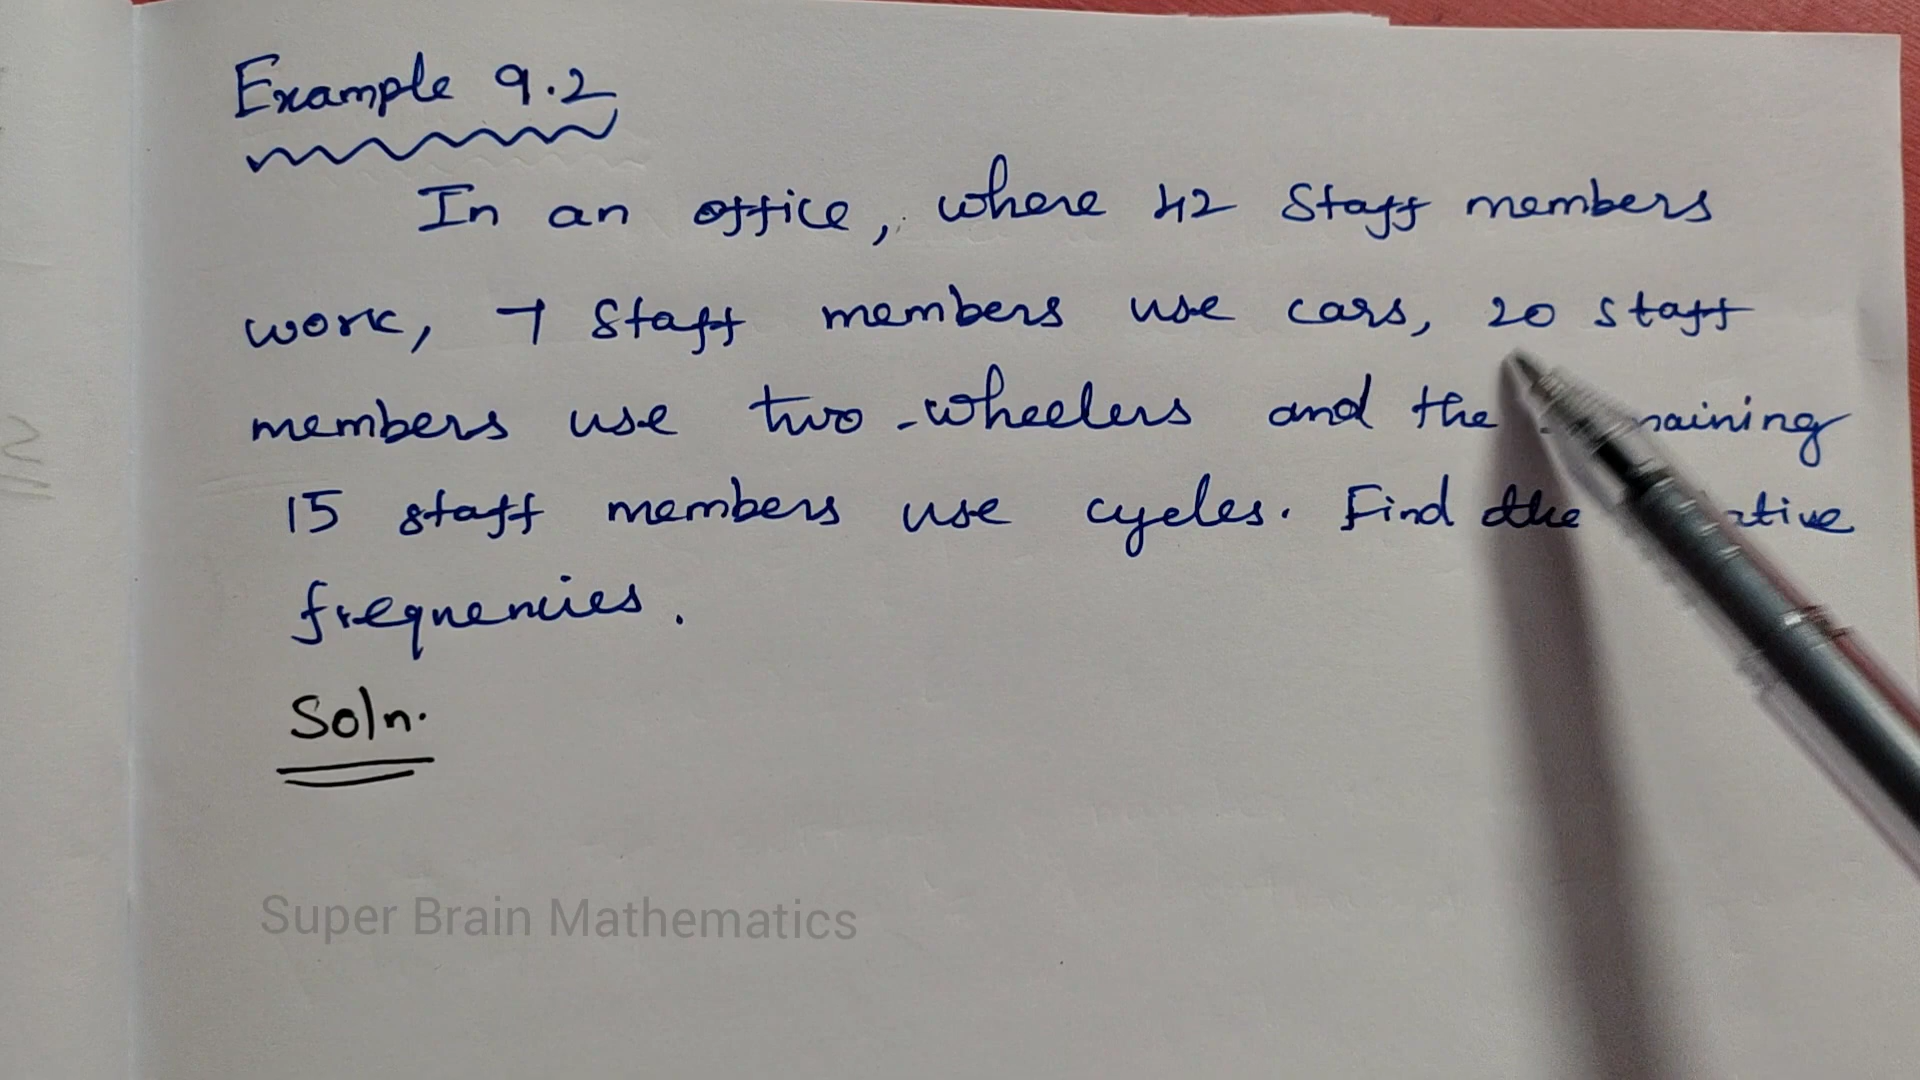 Example 9.2
In an office, where 42 Staff members
work, 7 Staff members use cars, 20 staff
members use two-wheelers and the
15 staff members use cycles. Find the
frequencies.
Soln.
Super Brain Mathematics